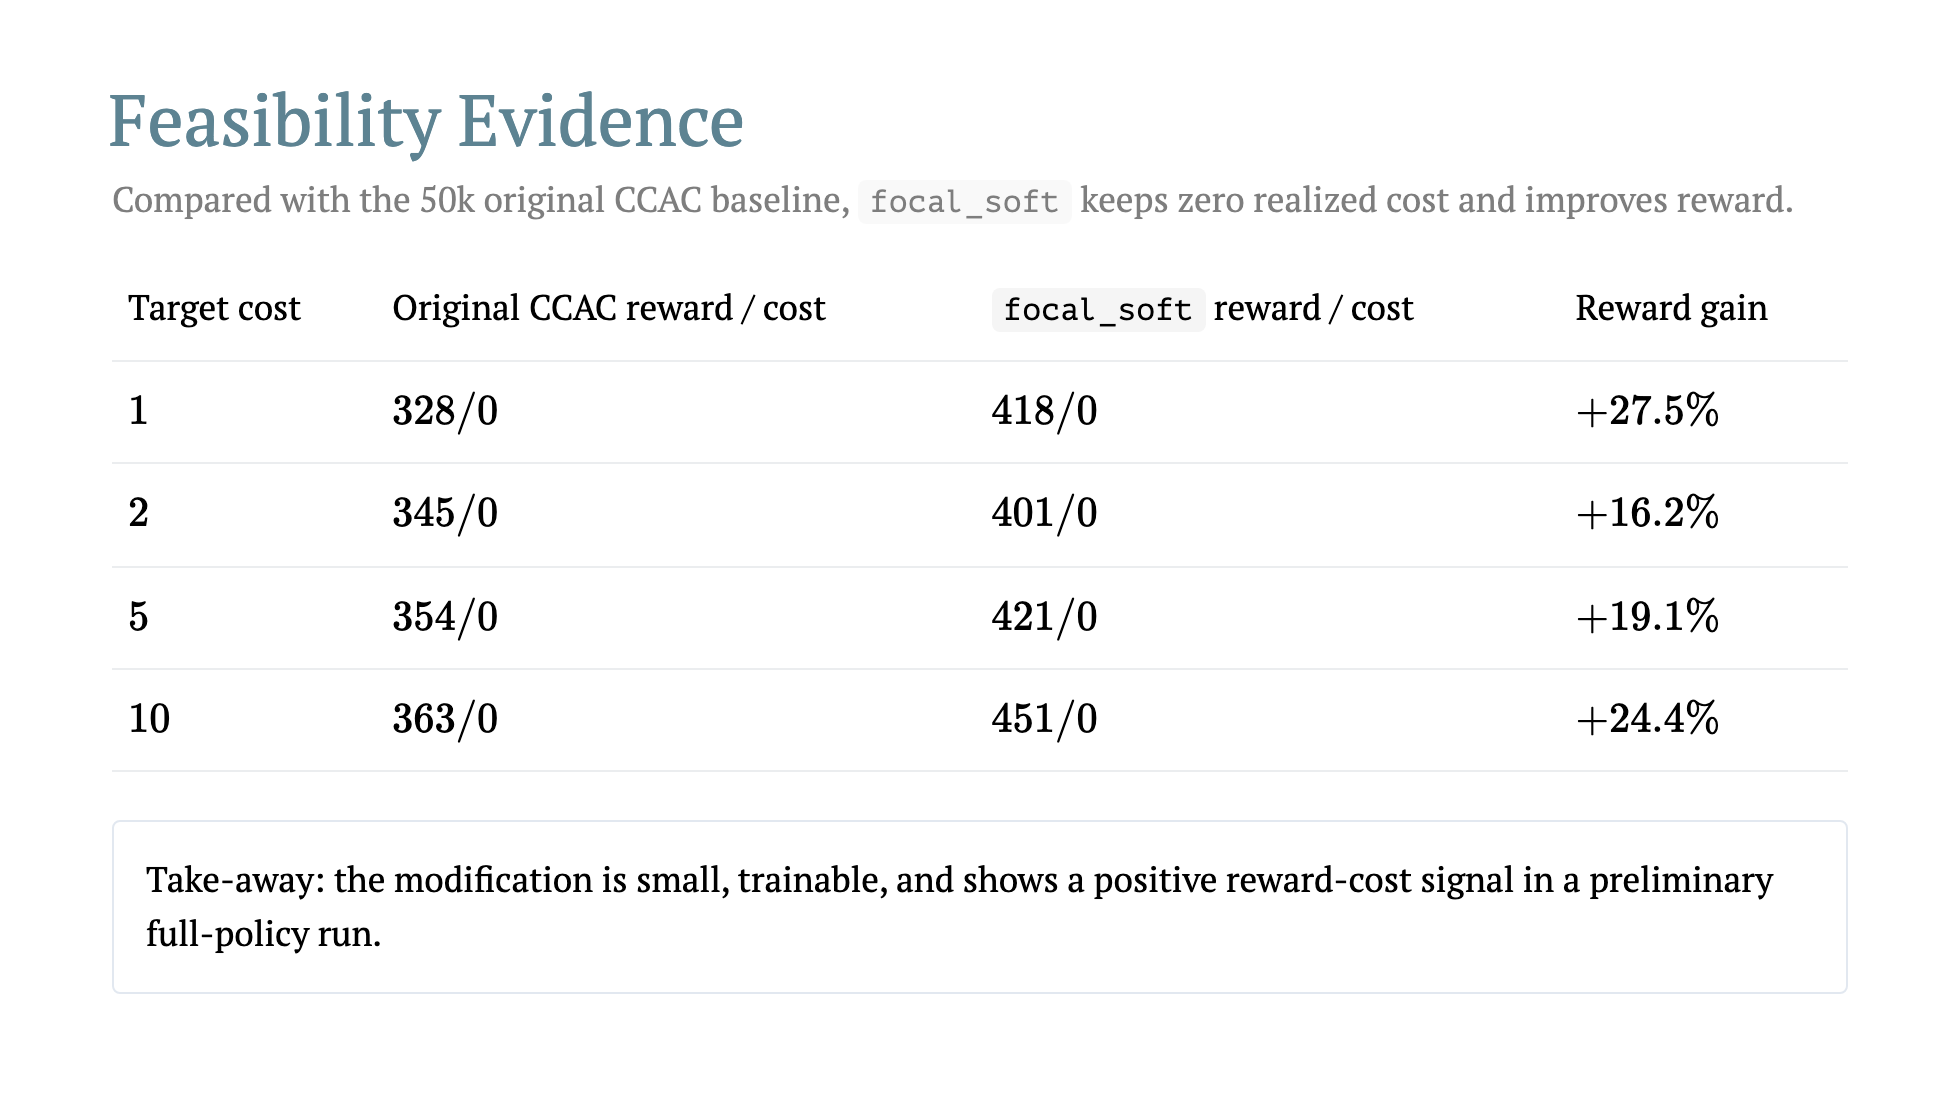 Feasibility Evidence
Compared with the 50k original CCAC baseline, focal_soft keeps zero realized cost and improves reward.
Target cost Original CCAC reward / cost focal_soft reward / cost Reward gain
1 328/0 418/0 +27.5%
2 345/0 401/0 +16.2%
5 354/0 421/0 +19.1%
10 363/0 451/0 +24.4%
Take-away: the modification is small, trainable, and shows a positive reward-cost signal in a preliminary
full-policy run.